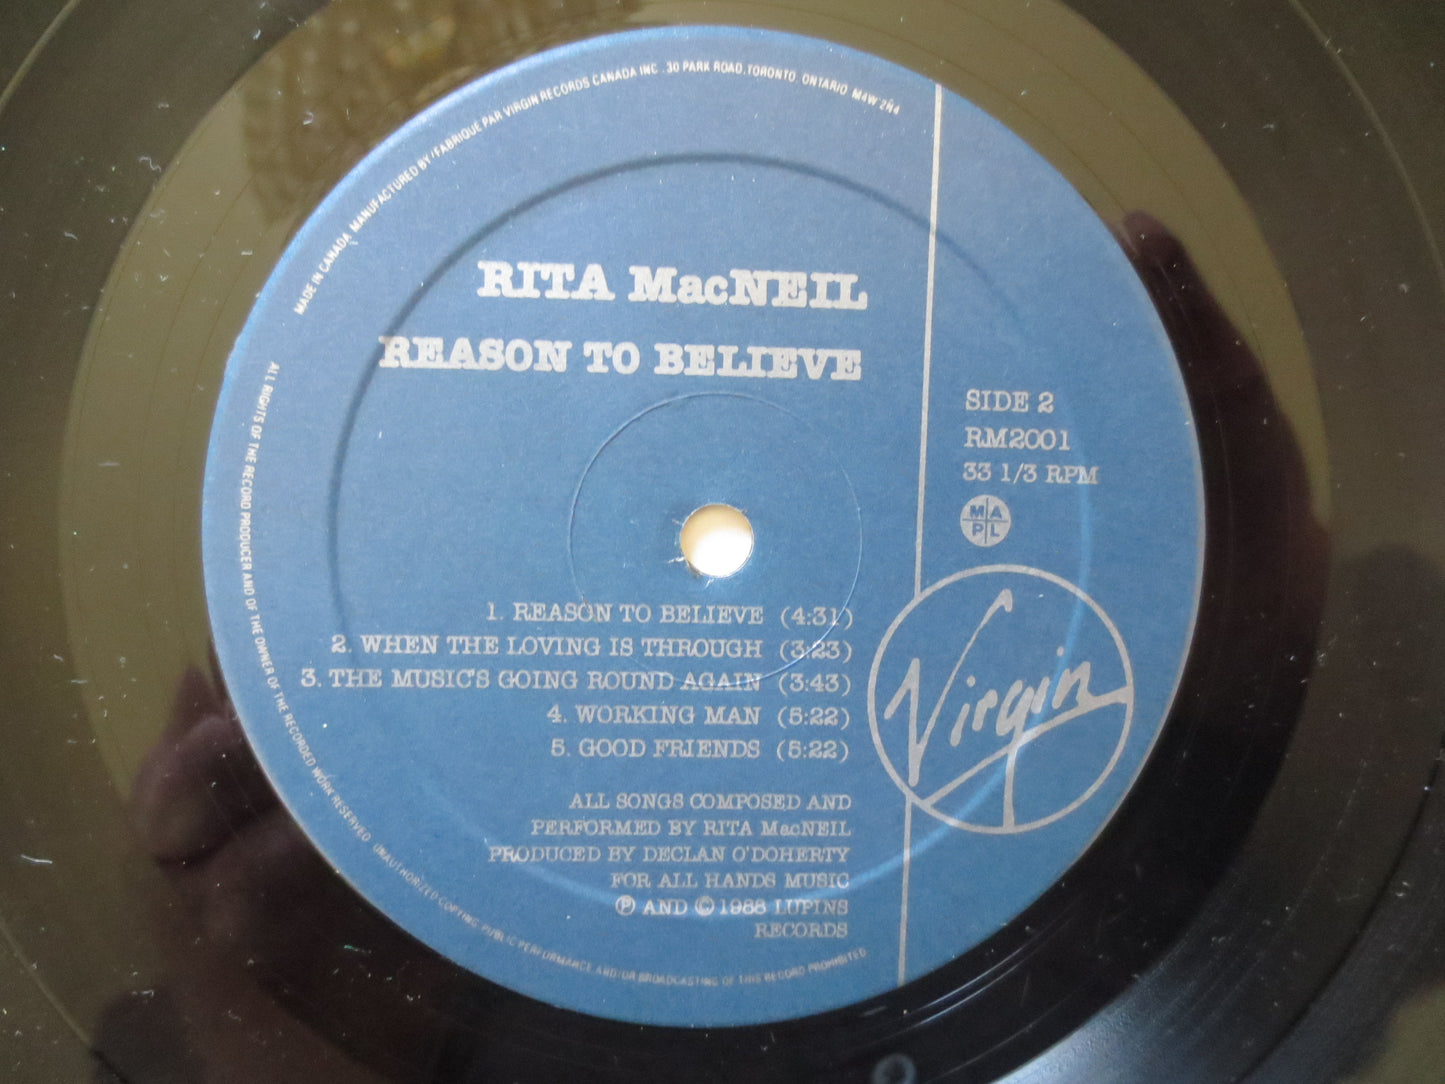 MADE IN CANADA MANUFACTURED BY / FABRIQUE PAR VIRGIN RECORDS CANADA INC . 30 PARK ROAD, TORONTO ONTARIO M4W 2N4
RITA MacNEIL
REASON TO BELIEVE
SIDE 2
RM2001
33 1/3 RPM
M A
P L
Virgin
1. REASON TO BELIEVE (4:31)
2. WHEN THE LOVING IS THROUGH (3:23)
3. THE MUSIC'S GOING ROUND AGAIN (3:43)
4. WORKING MAN (5:22)
5. GOOD FRIENDS (5:22)
ALL SONGS COMPOSED AND
PERFORMED BY RITA MacNEIL
PRODUCED BY DECLAN O'DOHERTY
FOR ALL HANDS MUSIC
Ⓟ AND © 1988 LUPINS
RECORDS
ALL RIGHTS OF THE RECORD PRODUCER AND OF THE OWNER OF THE RECORDED WORK RESERVED UNAUTHORIZED COPYING, PUBLIC PERFORMANCE AND/OR BROADCASTING OF THIS RECORD PROHIBITED